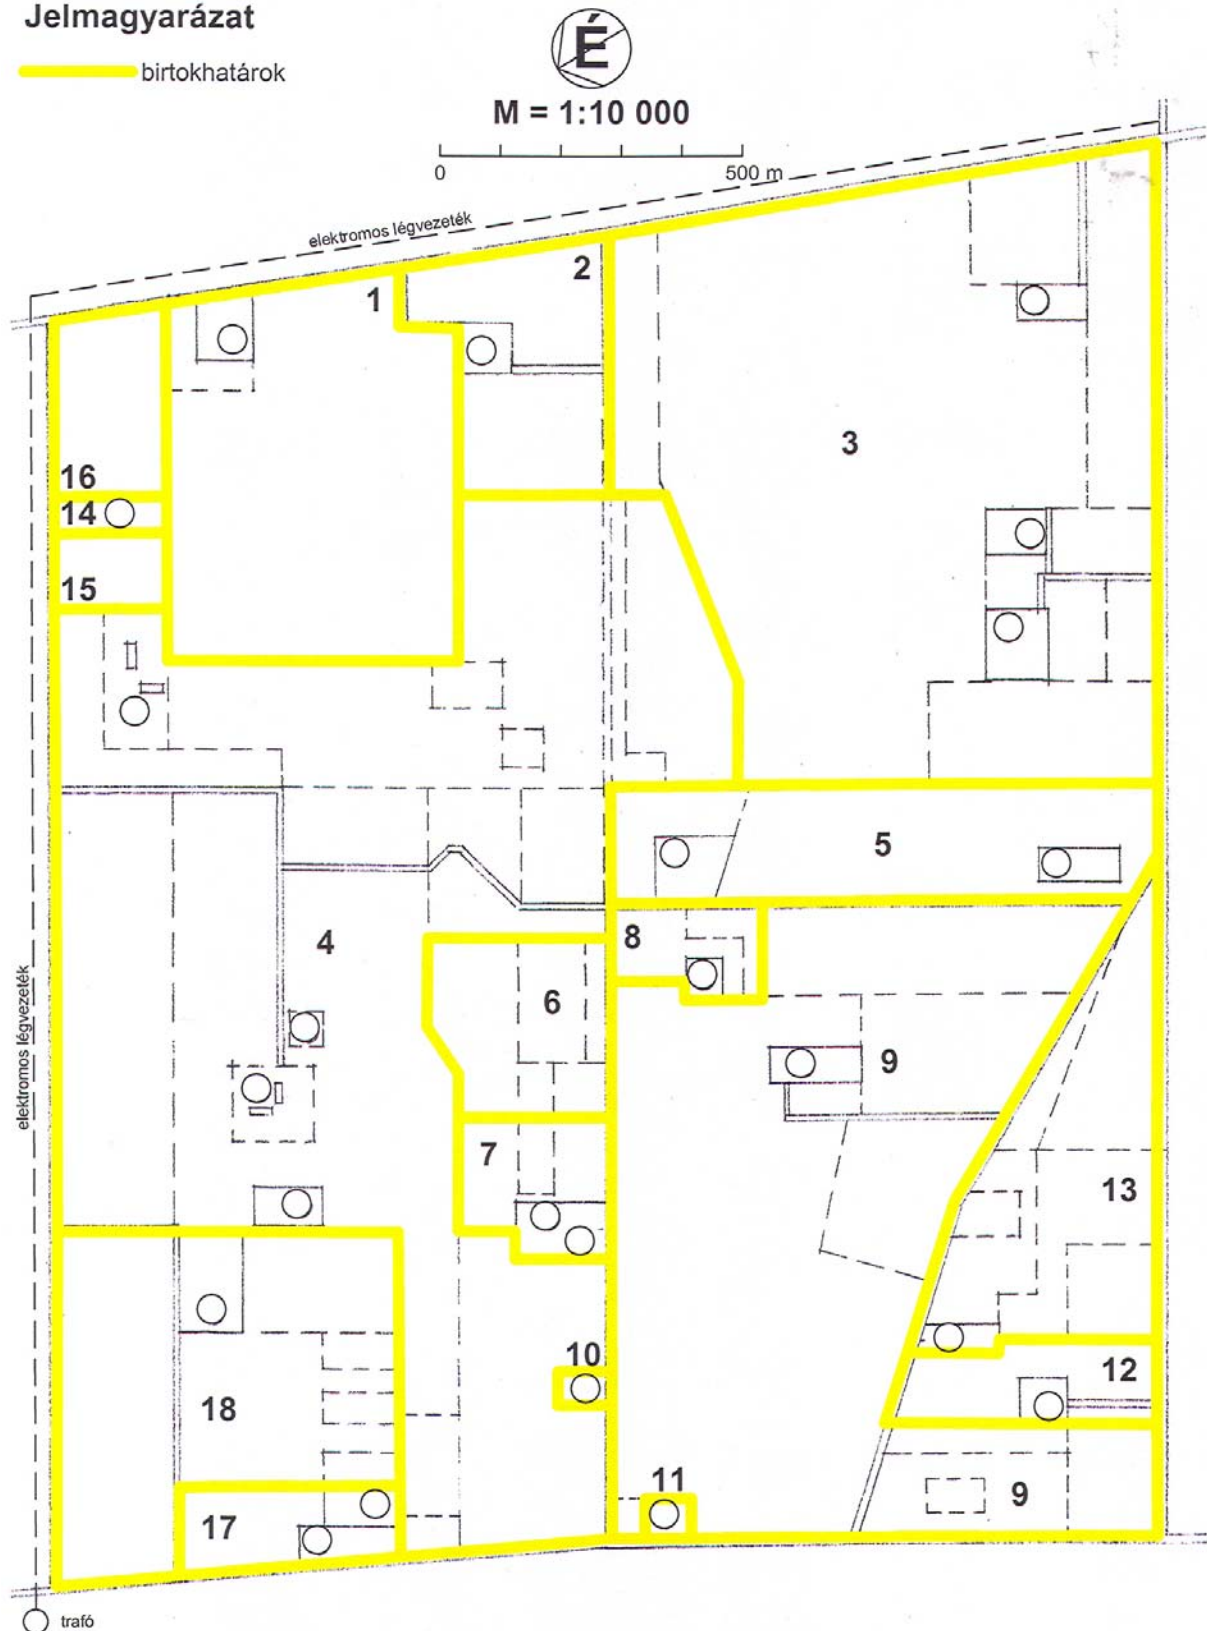 Jelmagyarázat
birtokhatárok
É
M = 1:10 000
0
500 m
elektromos légvezeték
1
2
3
16
14
15
5
4
8
6
9
7
13
10
12
18
11
9
17
elektromos légvezeték
trafó